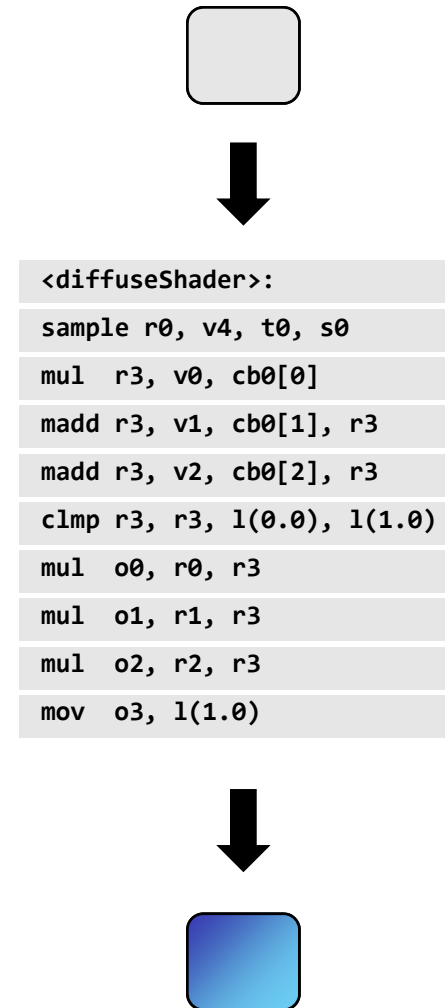 <diffuseShader>:
sample r0, v4, t0, s0
mul  r3, v0, cb0[0]
madd r3, v1, cb0[1], r3
madd r3, v2, cb0[2], r3
clmp r3, r3, l(0.0), l(1.0)
mul  o0, r0, r3
mul  o1, r1, r3
mul  o2, r2, r3
mov  o3, l(1.0)